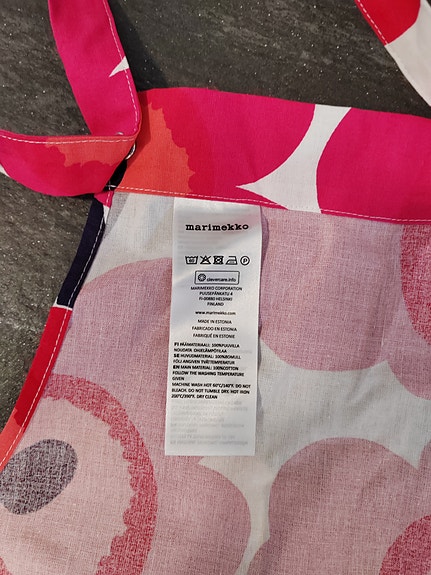 marimekko
60
P
clevercare.info
MARIMEKKO CORPORATION
PUUSEPÄNKATU 4
FI-00880 HELSINKI
FINLAND
www.marimekko.com
MADE IN ESTONIA
FABRICADO EN ESTONIA
FABRIQUÉ EN ESTONIE
FI PÄÄMATERIAALI: 100%PUUVILLA
NOUDATA OHJELÄMPÖTILAA
SE HUVUDMATERIAL: 100%BOMULL
FÖLJ ANGIVEN TVÄTTEMPERATUR
EN MAIN MATERIAL: 100%COTTON
FOLLOW THE WASHING TEMPERATURE
GIVEN
MACHINE WASH HOT 60°C/140°F. DO NOT
BLEACH. DO NOT TUMBLE DRY. HOT IRON
200°C/390°F. DRY CLEAN